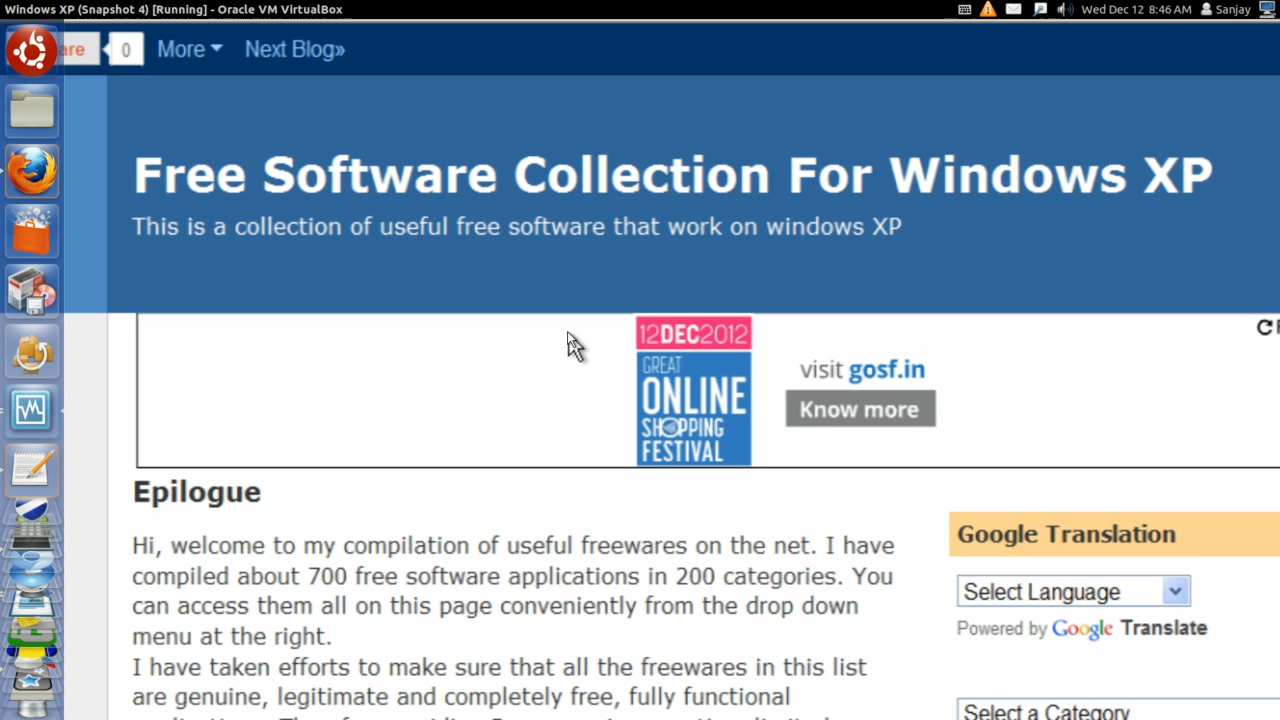 Windows XP (Snapshot 4) [Running] - Oracle VM VirtualBox
Wed Dec 12 8:46 AM Sanjay
are 0 More Next Blog»
Free Software Collection For Windows XP
This is a collection of useful free software that work on windows XP
12DEC2012
GREAT
ONLINE
SHOPPING
FESTIVAL
visit gosf.in
Know more
Epilogue
Hi, welcome to my compilation of useful freewares on the net. I have
compiled about 700 free software applications in 200 categories. You
can access them all on this page conveniently from the drop down
menu at the right.
I have taken efforts to make sure that all the freewares in this list
are genuine, legitimate and completely free, fully functional
Google Translation
Select Language
Powered by Google Translate
Select a Category